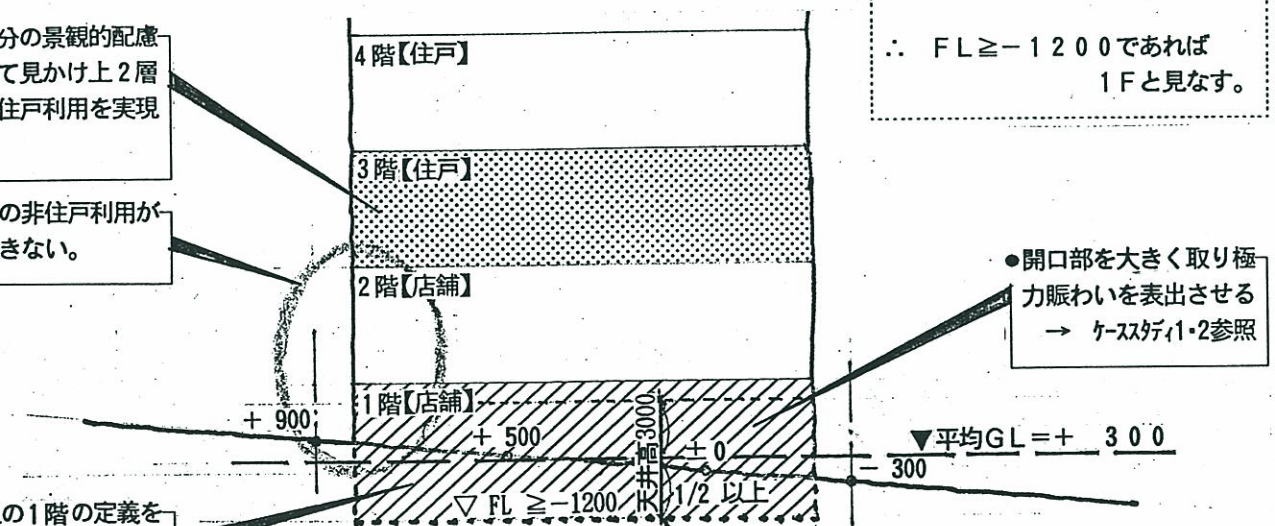 分の景観的配慮
て見かけ上2層
住戸利用を実現
の非住戸利用が
きない。
の1階の定義を
4階【住戸】
3階【住戸】
2階【店舗】
1階【店舗】
+ 900
+ 500
天井高3000
± 0
1/2 以上
▽ FL ≧-1200
∴ FL≧-1200であれば
1Fと見なす。
●開口部を大きく取り極
力賑わいを表出させる
→ ケーススタディ1・2参照
▼平均GL=+ 300
- 300